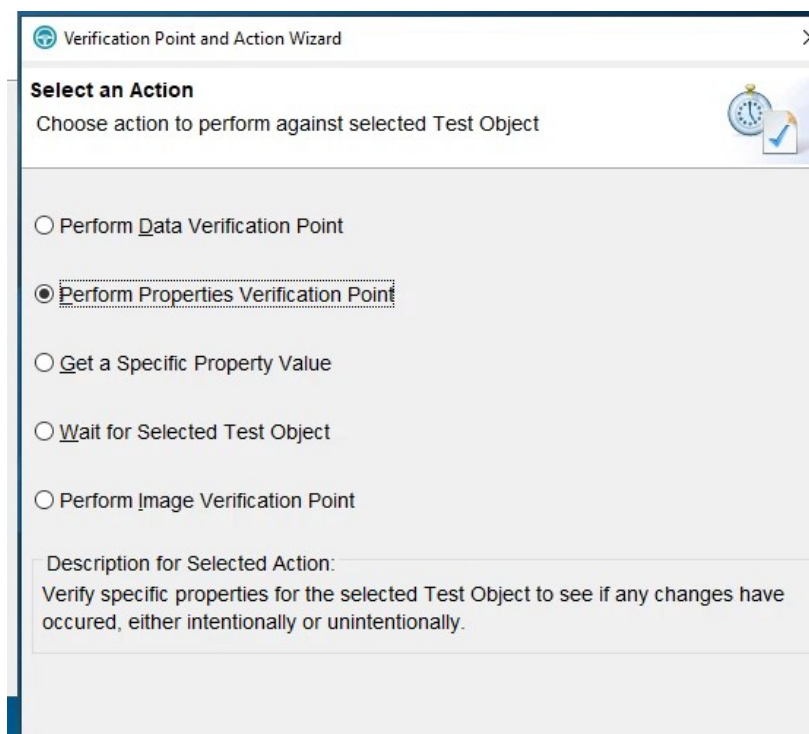 Verification Point and Action Wizard
Select an Action
Choose action to perform against selected Test Object
Perform Data Verification Point
Perform Properties Verification Point
Get a Specific Property Value
Wait for Selected Test Object
Perform Image Verification Point
Description for Selected Action:
Verify specific properties for the selected Test Object to see if any changes have
occured, either intentionally or unintentionally.